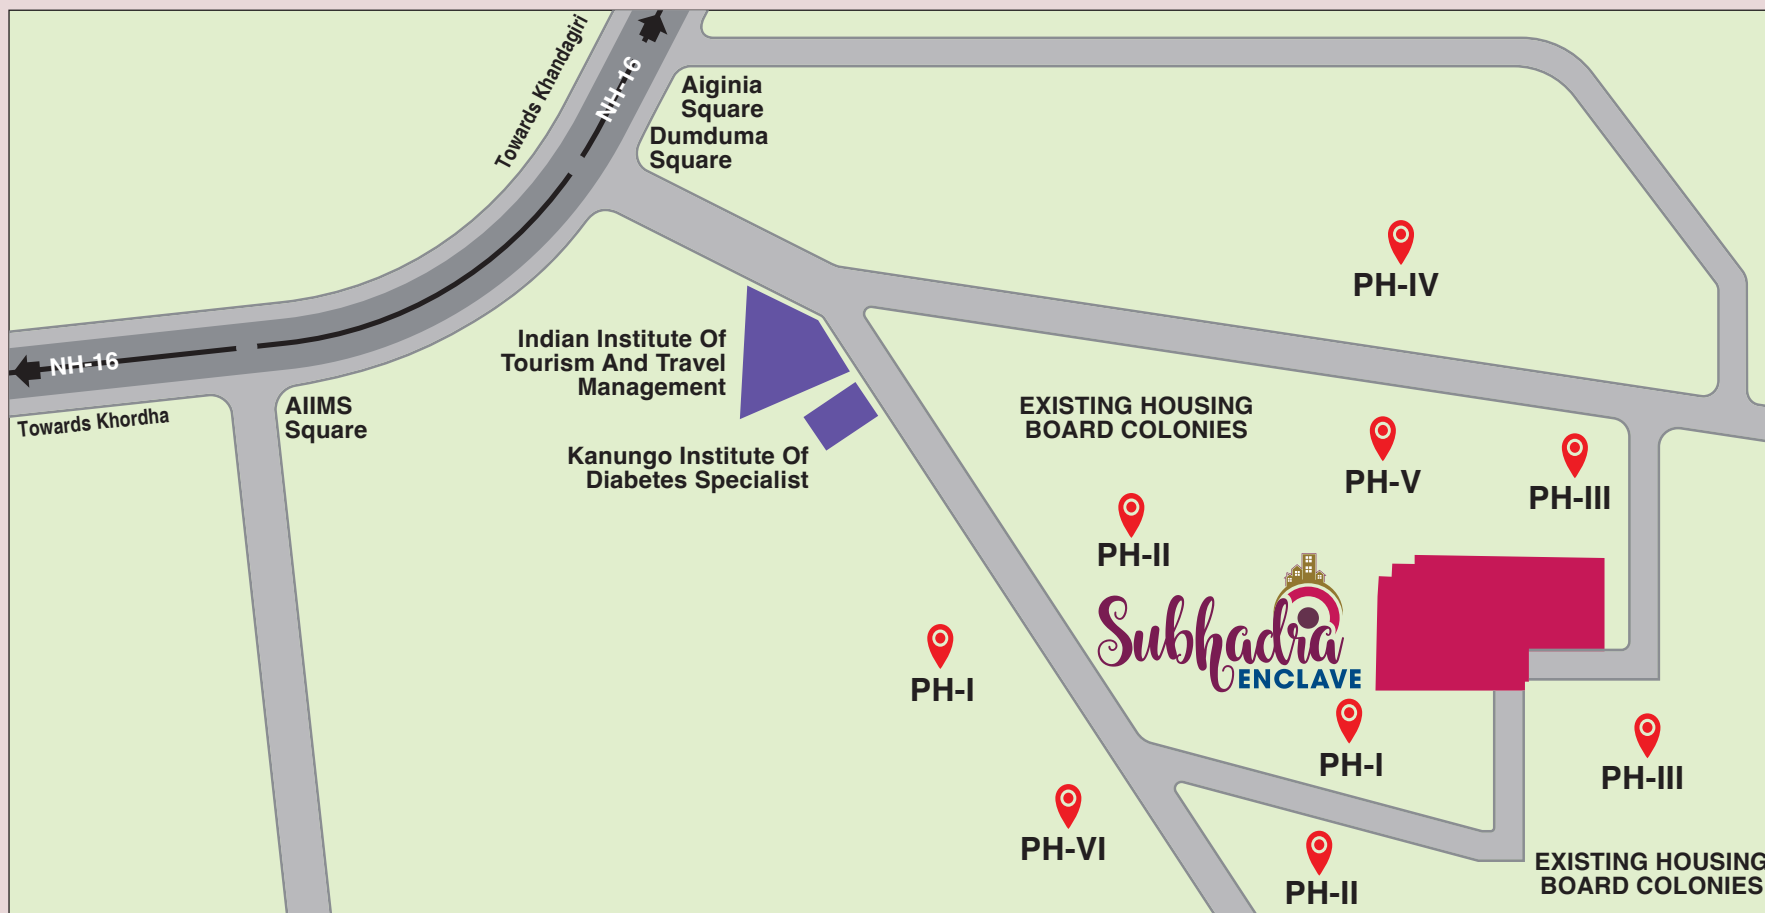 Towards Khandagiri
NH-16
Aiginia
Square
Dumduma
Square
PH-IV
Indian Institute Of
Tourism And Travel
Management
NH-16
Towards Khordha
AIIMS
Square
Kanungo Institute Of
Diabetes Specialist
EXISTING HOUSING
BOARD COLONIES
PH-V
PH-III
PH-II
Subhadra
ENCLAVE
PH-I
PH-I
PH-III
PH-VI
PH-II
EXISTING HOUSING
BOARD COLONIES